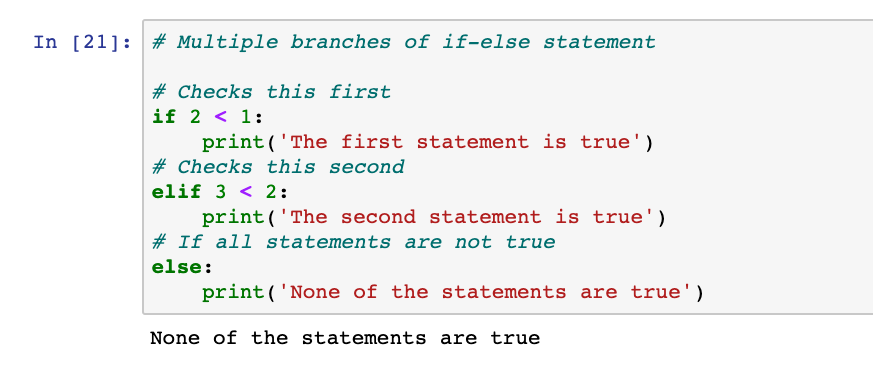 In [21]: # Multiple branches of if-else statement

# Checks this first
if 2 < 1:
    print('The first statement is true')
# Checks this second
elif 3 < 2:
    print('The second statement is true')
# If all statements are not true
else:
    print('None of the statements are true')
None of the statements are true